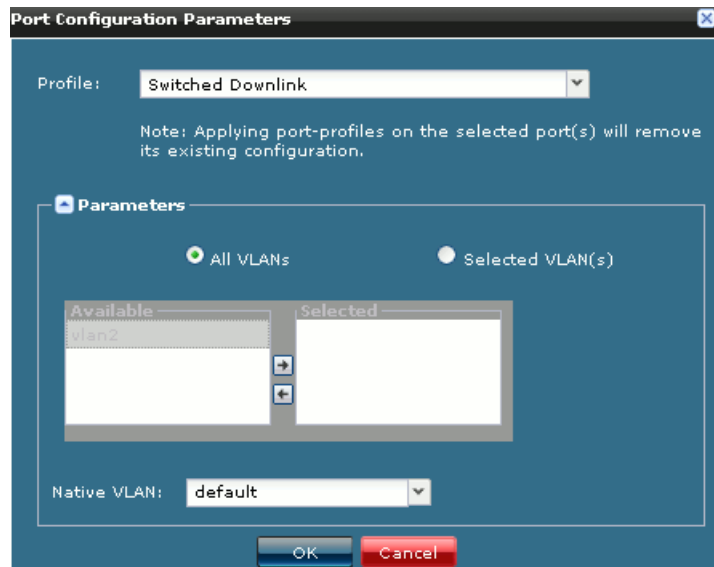 Port Configuration Parameters
Profile: Switched Downlink
Note: Applying port-profiles on the selected port(s) will remove
its existing configuration.
Parameters
All VLANs Selected VLAN(s)
Available Selected
vlan2
Native VLAN: default
OK Cancel